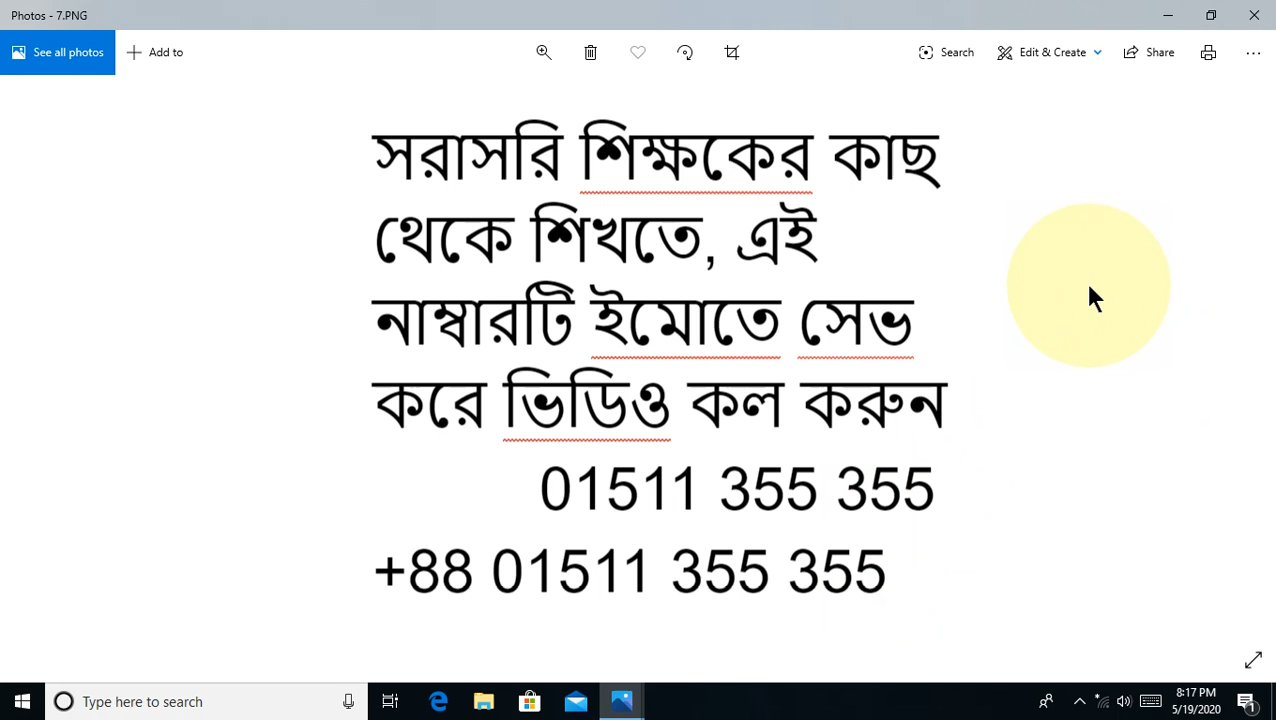 Photos - 7.PNG
See all photos
Add to
Search
Edit & Create
Share
সরাসরি শিক্ষকের কাছ
থেকে শিখতে, এই
নাম্বারটি ইমোতে সেভ
করে ভিডিও কল করুন
01511 355 355
+88 01511 355 355
Type here to search
8:17 PM
5/19/2020
1